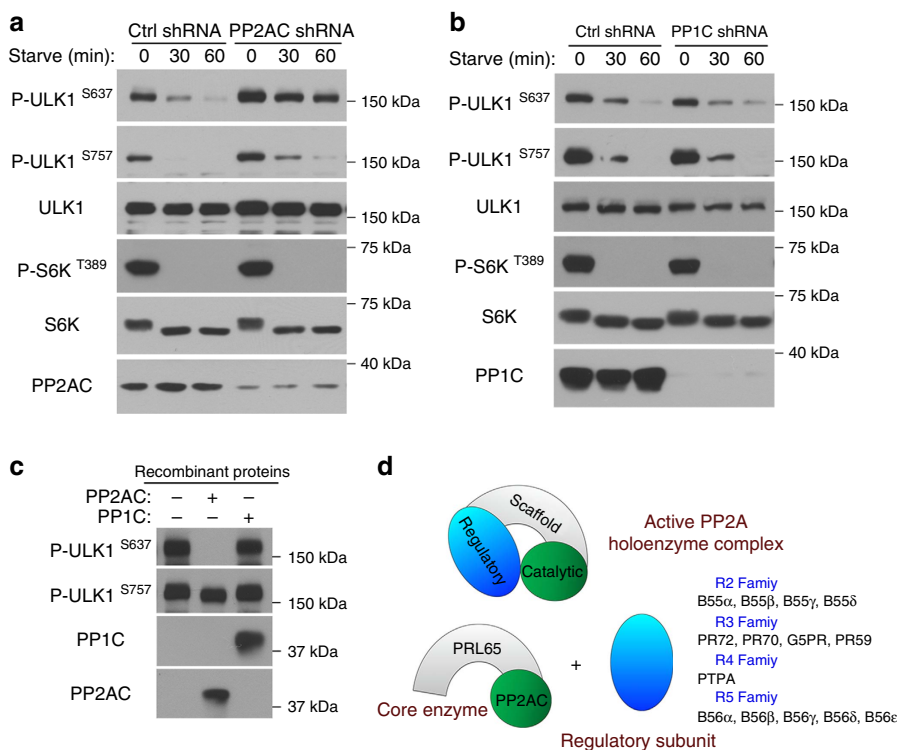 a
Ctrl shRNA PP2AC shRNA
Starve (min): 0 30 60 0 30 60
P-ULK1 S637
150 kDa
P-ULK1 S757
150 kDa
ULK1
150 kDa
75 kDa
P-S6K T389
75 kDa
S6K
40 kDa
PP2AC
b
Ctrl shRNA PP1C shRNA
Starve (min): 0 30 60 0 30 60
P-ULK1 S637
150 kDa
P-ULK1 S757
150 kDa
ULK1
150 kDa
75 kDa
P-S6K T389
75 kDa
S6K
40 kDa
PP1C
c
Recombinant proteins
PP2AC: – + –
PP1C: – – +
P-ULK1 S637
150 kDa
P-ULK1 S757
150 kDa
PP1C
37 kDa
PP2AC
37 kDa
d
Scaffold
Regulatory
Catalytic
Active PP2A
holoenzyme complex
PRL65
PP2AC
Core enzyme
+
R2 Famiy
B55α, B55β, B55γ, B55δ
R3 Famiy
PR72, PR70, G5PR, PR59
R4 Famiy
PTPA
R5 Famiy
B56α, B56β, B56γ, B56δ, B56ε
Regulatory subunit